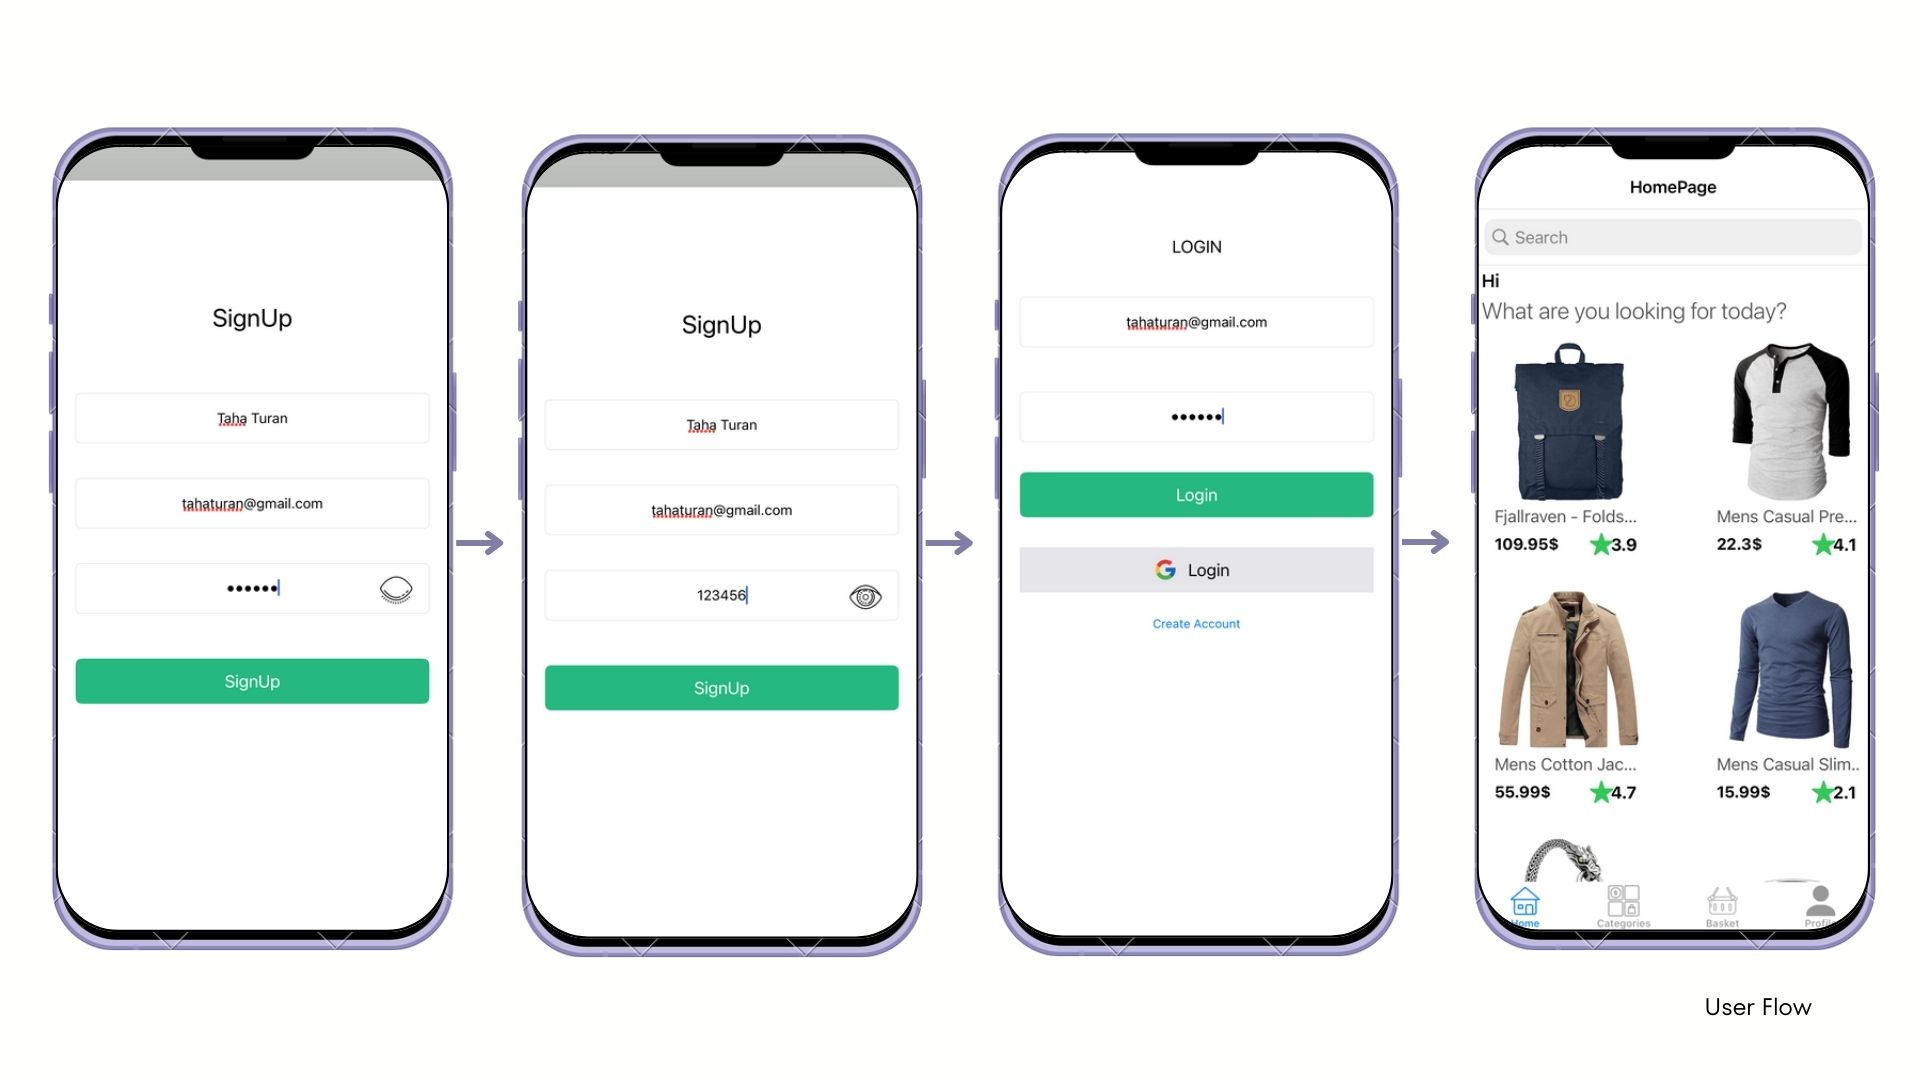 SignUp
Taha Turan
tahaturan@gmail.com
••••••
SignUp
SignUp
Taha Turan
tahaturan@gmail.com
123456
SignUp
LOGIN
tahaturan@gmail.com
••••••
Login
Login
Create Account
HomePage
Search
Hi
What are you looking for today?
Fjallraven - Folds...
109.95$ 3.9
Mens Casual Pre...
22.3$ 4.1
Mens Cotton Jac...
55.99$ 4.7
Mens Casual Slim..
15.99$ 2.1
Home Categories Basket Profile
User Flow